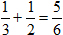 1/3 + 1/2 = 5/6